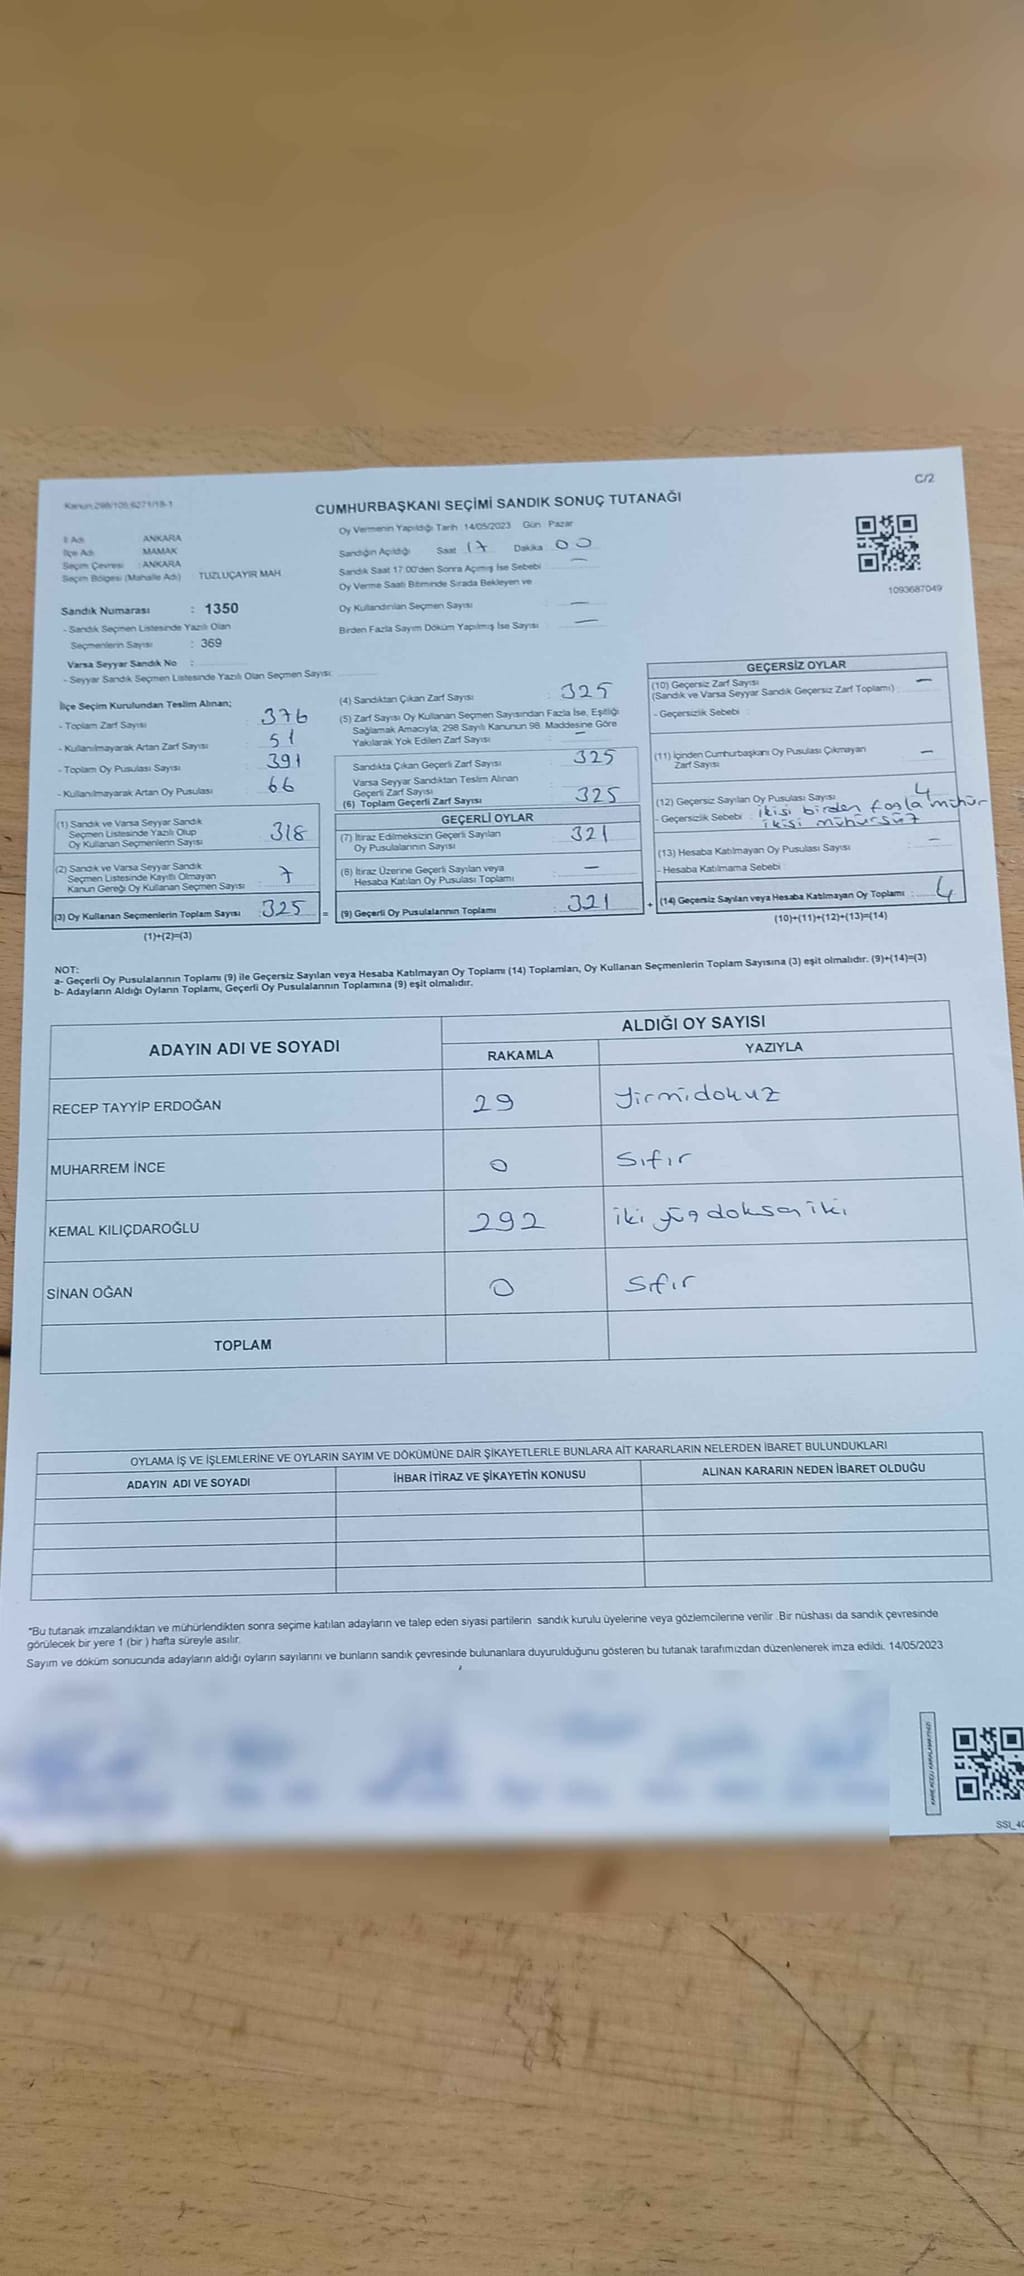 C/2
Kanun:298/105,6271/18-1
CUMHURBAŞKANI SEÇİMİ SANDIK SONUÇ TUTANAĞI
İl Adı ANKARA
İlçe Adı MAMAK
Seçim Çevresi : ANKARA
Seçim Bölgesi (Mahalle Adı) TUZLUÇAYIR MAH
Sandık Numarası : 1350
- Sandık Seçmen Listesinde Yazılı Olan
Seçmenlerin Sayısı : 369
Varsa Seyyar Sandık No :
- Seyyar Sandık Seçmen Listesinde Yazılı Olan Seçmen Sayısı
Oy Vermenin Yapıldığı Tarih 14/05/2023 Gün Pazar
Sandığın Açıldığı Saat 17 Dakika 00
Sandık Saat 17.00'den Sonra Açımış İse Sebebi —
Oy Verme Saati Bitiminde Sırada Bekleyen ve
Oy Kullandırılan Seçmen Sayısı —
Birden Fazla Sayım Döküm Yapılmış İse Sayısı —
1093687049
İlçe Seçim Kurulundan Teslim Alınan;
- Toplam Zarf Sayısı 376
- Kullanılmayarak Artan Zarf Sayısı 51
- Toplam Oy Pusulası Sayısı 391
- Kullanılmayarak Artan Oy Pusulası 66
(1) Sandık ve Varsa Seyyar Sandık
Seçmen Listesinde Yazılı Olup
Oy Kullanan Seçmenlerin Sayısı 318
(2) Sandık ve Varsa Seyyar Sandık
Seçmen Listesinde Kayıtlı Olmayan
Kanun Gereği Oy Kullanan Seçmen Sayısı 7
(3) Oy Kullanan Seçmenlerin Toplam Sayısı 325 =
(1)+(2)=(3)
(4) Sandıktan Çıkan Zarf Sayısı 325
(5) Zarf Sayısı Oy Kullanan Seçmen Sayısından Fazla İse, Eşitliği
Sağlamak Amacıyla, 298 Sayılı Kanunun 98. Maddesine Göre
Yakılarak Yok Edilen Zarf Sayısı —
Sandıkta Çıkan Geçerli Zarf Sayısı 325
Varsa Seyyar Sandıktan Teslim Alınan
Geçerli Zarf Sayısı
(6) Toplam Geçerli Zarf Sayısı 325
GEÇERLİ OYLAR
(7) İtiraz Edilmeksizin Geçerli Sayılan
Oy Pusulalarının Sayısı 321
(8) İtiraz Üzerine Geçerli Sayılan veya
Hesaba Katılan Oy Pusulası Toplamı —
(9) Geçerli Oy Pusulalarının Toplamı 321 +
GEÇERSİZ OYLAR
(10) Geçersiz Zarf Sayısı —
(Sandık ve Varsa Seyyar Sandık Geçersiz Zarf Toplamı)
- Geçersizlik Sebebi
(11) İçinden Cumhurbaşkanı Oy Pusulası Çıkmayan
Zarf Sayısı —
(12) Geçersiz Sayılan Oy Pusulası Sayısı 4
- Geçersizlik Sebebi ikisi birden fazla mühür
ikisi mühürsüz
(13) Hesaba Katılmayan Oy Pusulası Sayısı —
- Hesaba Katılmama Sebebi
(14) Geçersiz Sayılan veya Hesaba Katılmayan Oy Toplamı : 4
(10)+(11)+(12)+(13)=(14)
NOT:
a- Geçerli Oy Pusulalarının Toplamı (9) ile Geçersiz Sayılan veya Hesaba Katılmayan Oy Toplamı (14) Toplamları, Oy Kullanan Seçmenlerin Toplam Sayısına (3) eşit olmalıdır. (9)+(14)=(3)
b- Adayların Aldığı Oyların Toplamı, Geçerli Oy Pusulalarının Toplamına (9) eşit olmalıdır.
ADAYIN ADI VE SOYADI ALDIĞI OY SAYISI
RAKAMLA YAZIYLA
RECEP TAYYİP ERDOĞAN 29 yirmidokuz
MUHARREM İNCE 0 sıfır
KEMAL KILIÇDAROĞLU 292 iki yüz doksan iki
SİNAN OĞAN 0 sıfır
TOPLAM
OYLAMA İŞ VE İŞLEMLERİNE VE OYLARIN SAYIM VE DÖKÜMÜNE DAİR ŞİKAYETLERLE BUNLARA AİT KARARLARIN NELERDEN İBARET BULUNDUKLARI
ADAYIN ADI VE SOYADI İHBAR İTİRAZ VE ŞİKAYETİN KONUSU ALINAN KARARIN NEDEN İBARET OLDUĞU
*Bu tutanak imzalandıktan ve mühürlendikten sonra seçime katılan adayların ve talep eden siyasi partilerin sandık kurulu üyelerine veya gözlemcilerine verilir. Bir nüshası da sandık çevresinde
görülecek bir yere 1 (bir) hafta süreyle asılır.
Sayım ve döküm sonucunda adayların aldığı oyların sayılarını ve bunların sandık çevresinde bulunanlara duyurulduğunu gösteren bu tutanak tarafımızdan düzenlenerek imza edildi. 14/05/2023